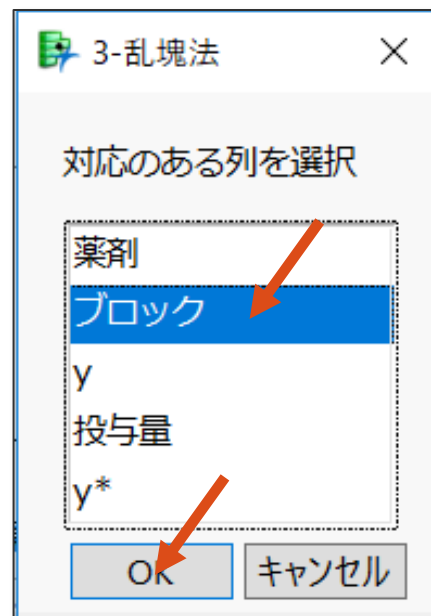 3-乱塊法
対応のある列を選択
薬剤
ブロック
y
投与量
y*
OK
キャンセル